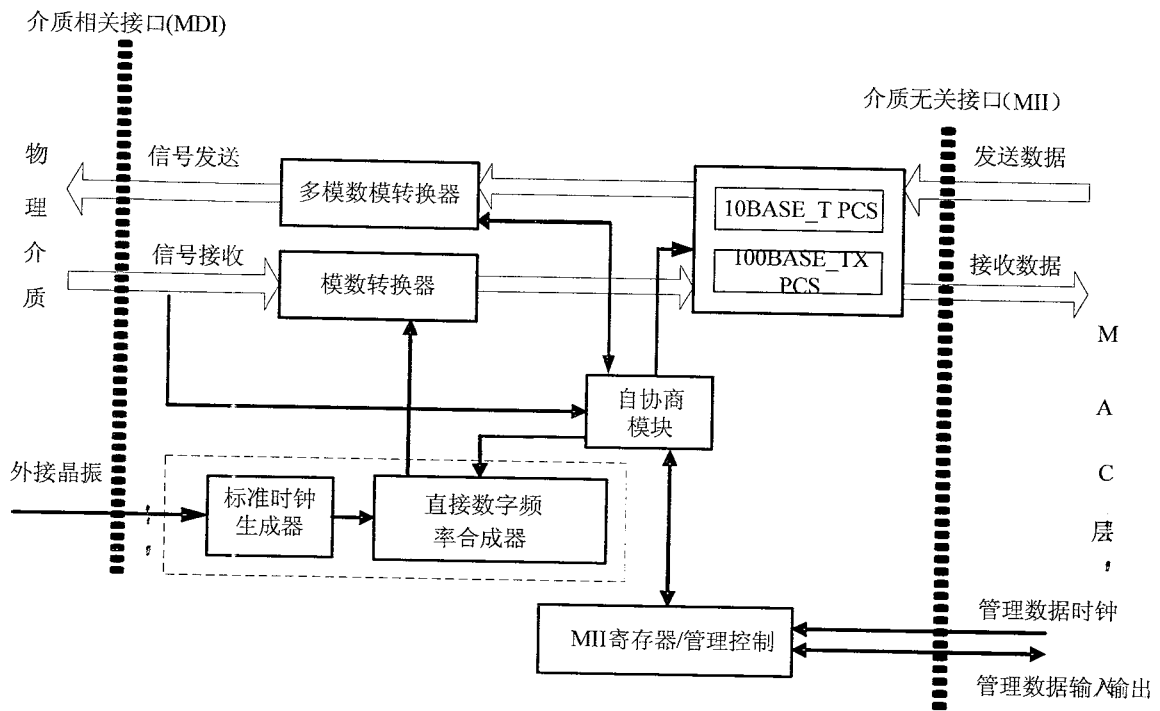 介质相关接口(MDI)
介质无关接口(MII)
物理介质
信号发送
多模数模转换器
10BASE_T PCS
发送数据
信号接收
模数转换器
100BASE_TX
PCS
接收数据
MAC层
自协商
模块
外接晶振
标准时钟
生成器
直接数字频
率合成器
MII寄存器/管理控制
管理数据时钟
管理数据输入输出